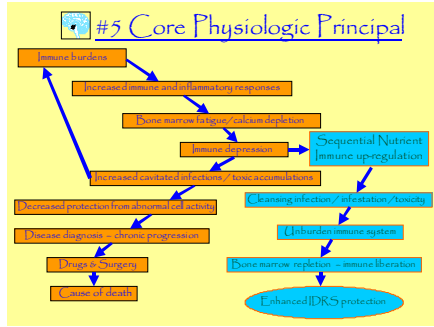 #5 Core Physiologic Principal
Immune burdens
Increased immune and inflammatory responses
Bone marrow fatigue/calcium depletion
Immune depression
Sequential Nutrient
Immune up-regulation
Increased cavitated infections / toxic accumulations
Cleansing infection / infestation /toxicity
Decreased protection from abnormal cell activity
Unburden immune system
Disease diagnosis – chronic progression
Drugs & Surgery
Bone marrow repletion – immune liberation
Cause of death
Enhanced IDRS protection